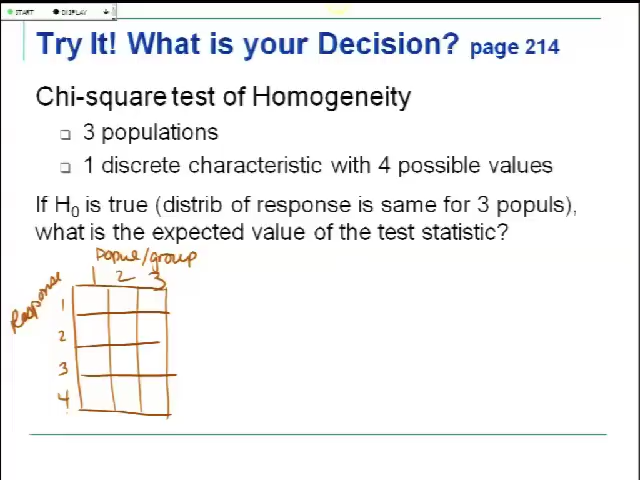 START DISPLAY
Try It! What is your Decision? page 214
Chi-square test of Homogeneity
3 populations
1 discrete characteristic with 4 possible values
If H0 is true (distrib of response is same for 3 populs),
what is the expected value of the test statistic?
Popul/group
1 2 3
Response
1
2
3
4